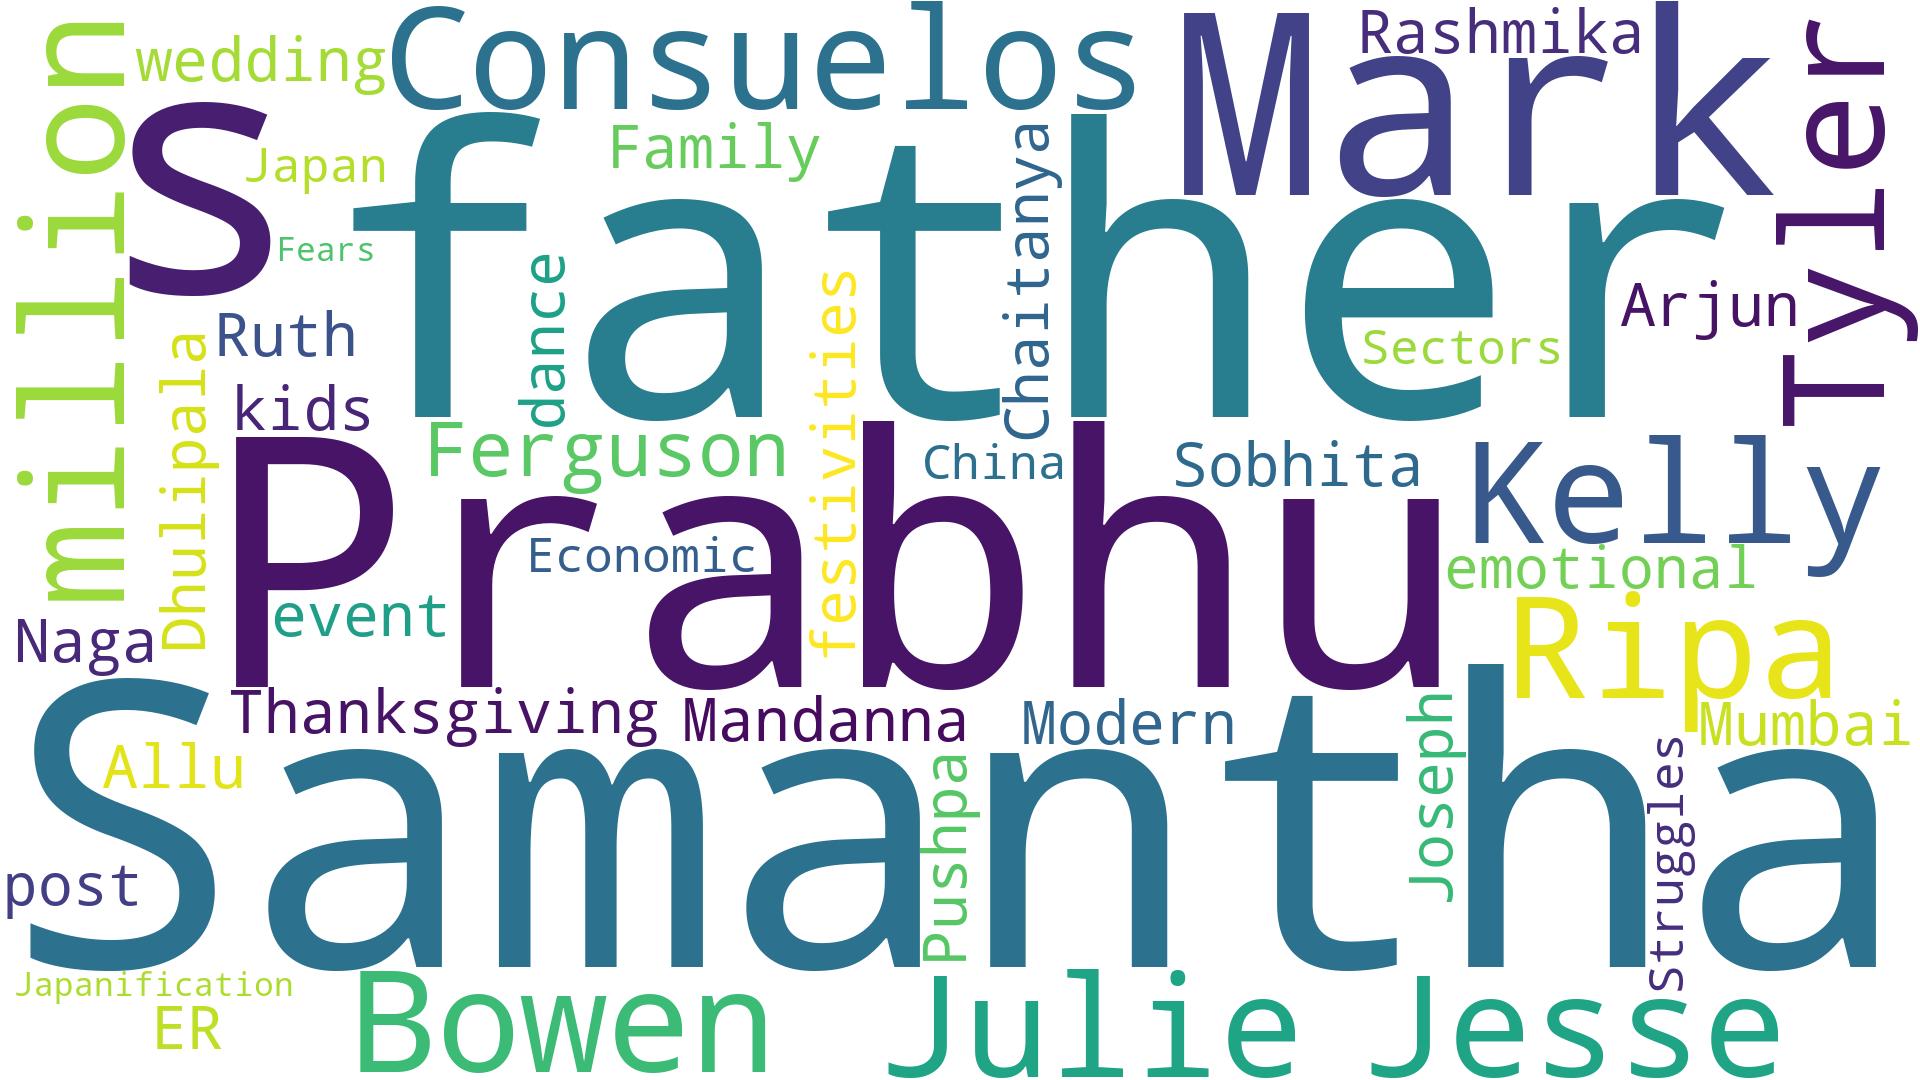 Consuelos
Mark
Rashmika
wedding
million
S
Japan
Family
Tyler
father
Fears
Chaitanya
dance
festivities
Arjun
Ruth
Sectors
Dhulipala
kids
Ferguson
China
Sobhita
Kelly
Prabhu
Economic
emotional
event
Naga
Ripa
Thanksgiving
Mandanna
Modern
Mumbai
Joseph
Allu
Samantha
Pushpa
Struggles
post
Japanification
ER
Bowen
Julie
Jesse